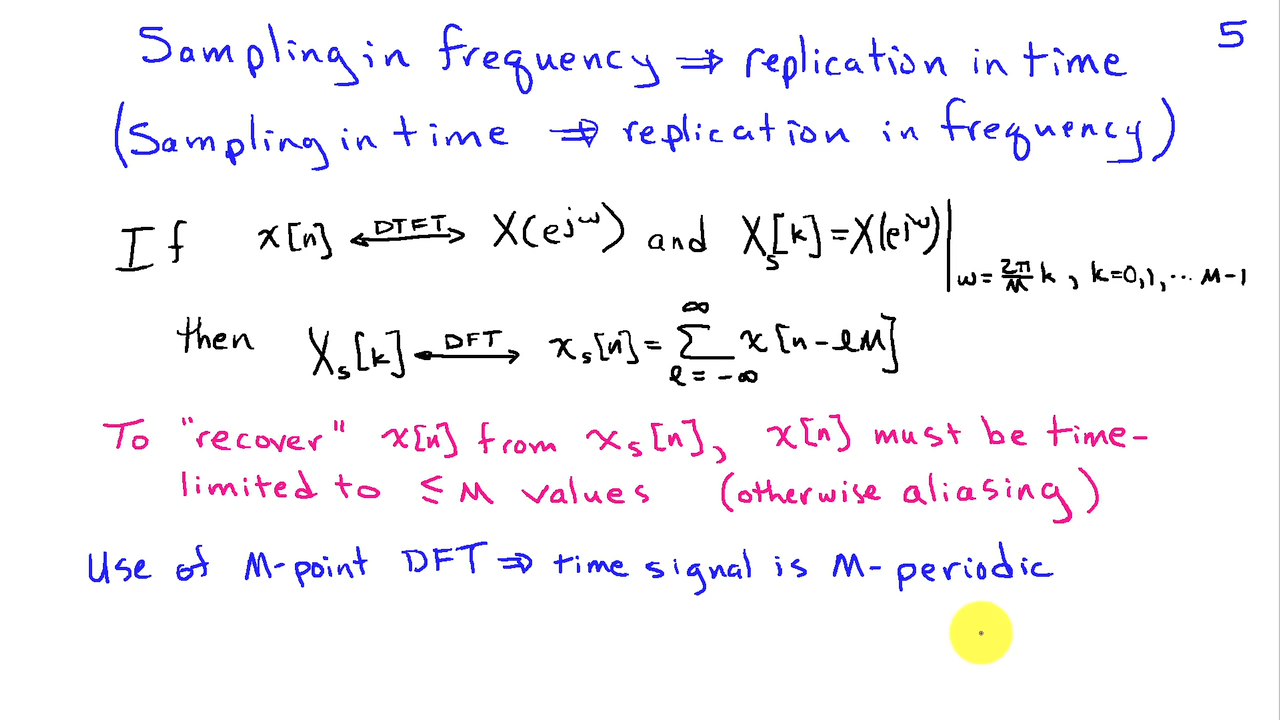 5
Sampling in frequency ⇒ replication in time
(Sampling in time ⇒ replication in frequency)
If x[n] ←DTFT→ X(e^{jω}) and X_s[k] = X(e^{jω})|_{ω = \frac{2π}{M} k, k=0,1,⋯ M-1}
then X_s[k] ←DFT→ x_s[n] = ∑_{ℓ=-∞}^{∞} x[n-ℓM]
To "recover" x[n] from x_s[n], x[n] must be time-
limited to ≤ M values (otherwise aliasing)
Use of M-point DFT ⇒ time signal is M-periodic